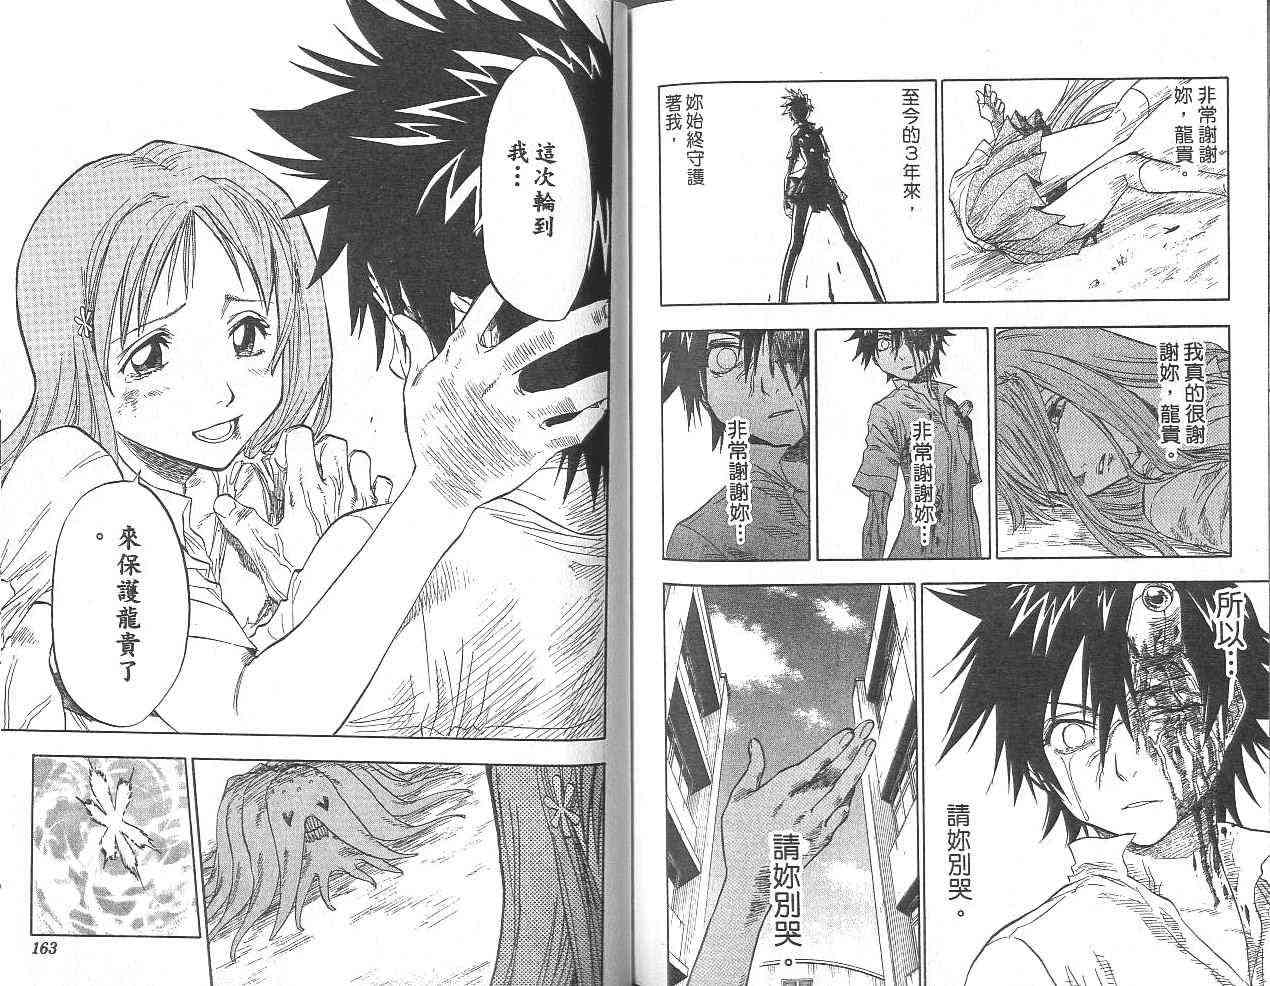 非常謝謝
妳，龍貴。
至今的3年來，
妳始終守護
著我，
我真的很謝
謝妳，龍貴。
非常謝謝妳…
非常謝謝妳…
所以…
請妳別哭。
請妳別哭。
這次輪到
我…
來保護龍貴了
。
163